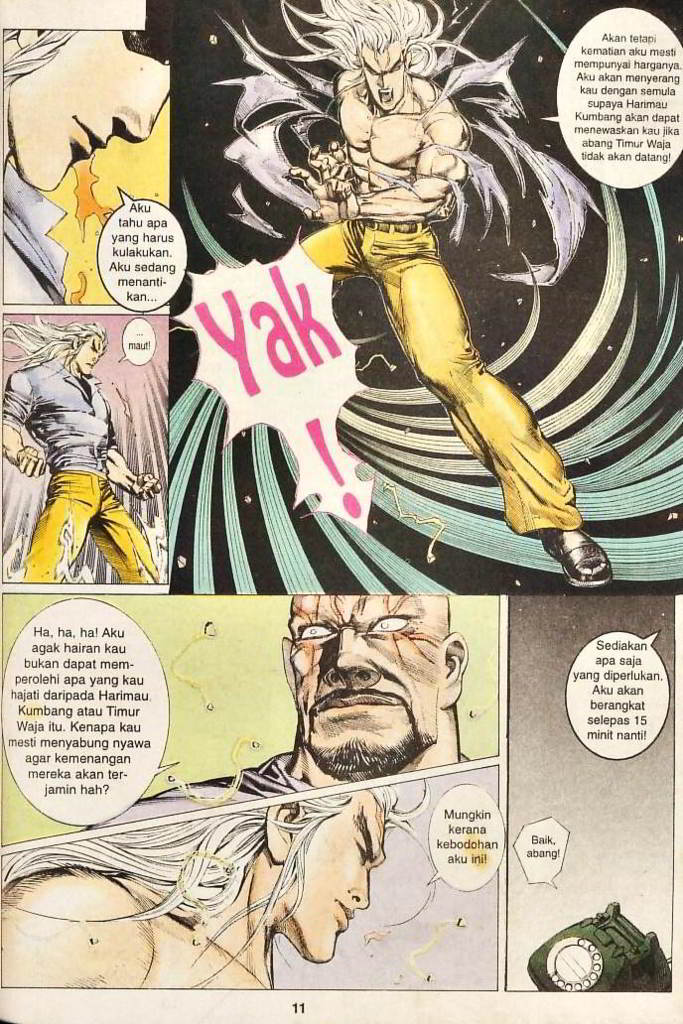 Aku
tahu apa
yang harus
kulakukan.
Aku sedang
menanti-
kan...
...
maut!
Akan tetapi
kematian aku mesti
mempunyai harganya.
Aku akan menyerang
kau dengan semula
supaya Harimau
Kumbang akan dapat
menewaskan kau jika
abang Timur Waja
tidak akan datang!
Yak
!
Ha, ha, ha! Aku
agak hairan kau
bukan dapat mem-
perolehi apa yang kau
hajati daripada Harimau
Kumbang atau Timur
Waja itu. Kenapa kau
mesti menyabung nyawa
agar kemenangan
mereka akan ter-
jamin hah?
Mungkin
kerana
kebodohan
aku ini!
Sediakan
apa saja
yang diperlukan.
Aku akan
berangkat
selepas 15
minit nanti!
Baik,
abang!
11